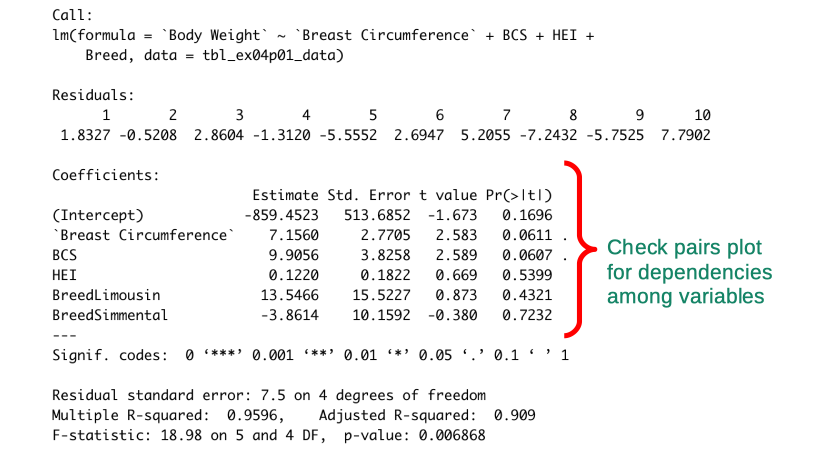 Call:
lm(formula = `Body Weight` ~ `Breast Circumference` + BCS + HEI +
    Breed, data = tbl_ex04p01_data)
Residuals:
      1       2       3       4       5       6       7       8       9      10
 1.8327 -0.5208  2.8604 -1.3120 -5.5552  2.6947  5.2055 -7.2432 -5.7525  7.7902
Coefficients:
                        Estimate Std. Error t value Pr(>|t|)
(Intercept)            -859.4523   513.6852  -1.673   0.1696
`Breast Circumference`    7.1560     2.7705   2.583   0.0611 .
BCS                       9.9056     3.8258   2.589   0.0607 .
HEI                       0.1220     0.1822   0.669   0.5399
BreedLimousin            13.5466    15.5227   0.873   0.4321
BreedSimmental           -3.8614    10.1592  -0.380   0.7232
---
Signif. codes:  0 ‘***’ 0.001 ‘**’ 0.01 ‘*’ 0.05 ‘.’ 0.1 ‘ ’ 1
Residual standard error: 7.5 on 4 degrees of freedom
Multiple R-squared:  0.9596,    Adjusted R-squared:  0.909
F-statistic: 18.98 on 5 and 4 DF,  p-value: 0.006868
Check pairs plot
for dependencies
among variables